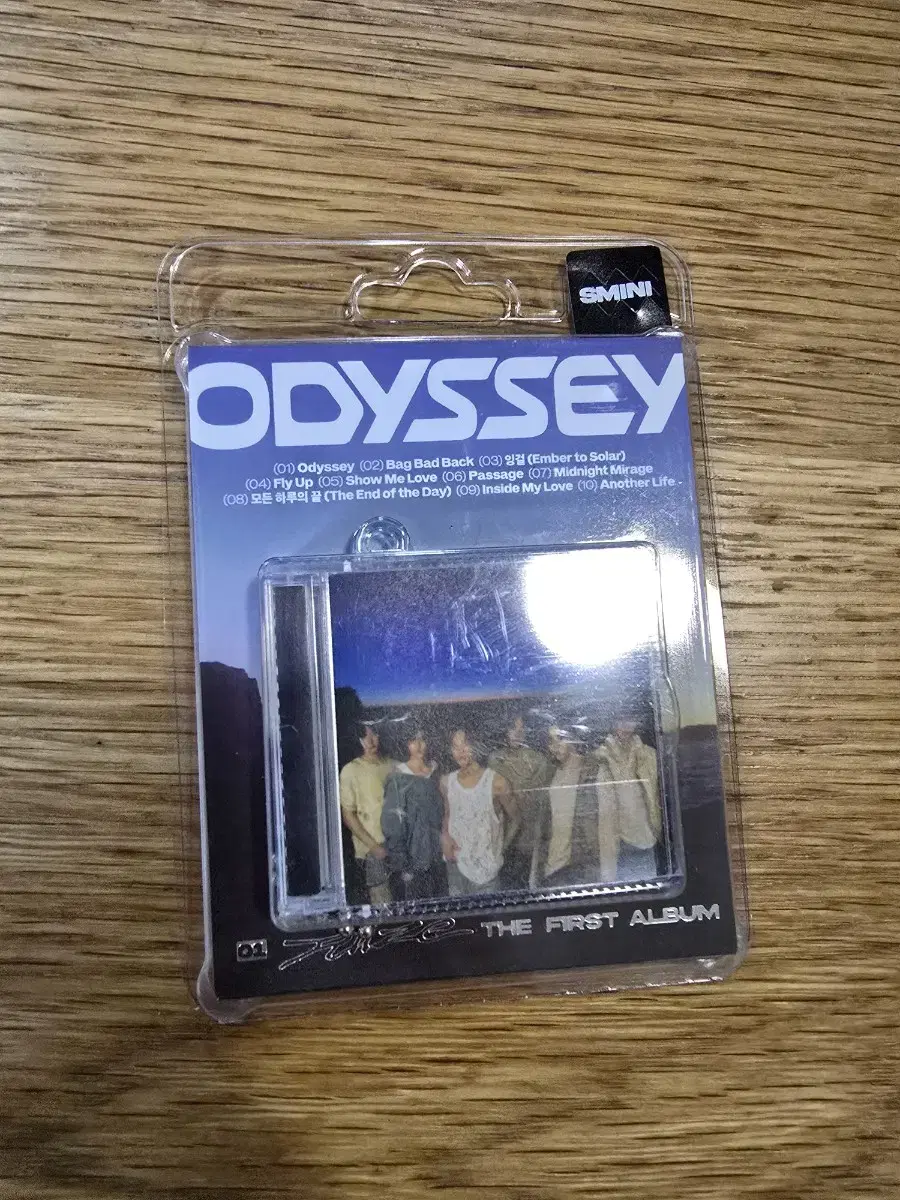 SMINI
ODYSSEY
(01) Odyssey (02) Bag Bad Back (03) 잉걸 (Ember to Solar)
(04) Fly Up (05) Show Me Love (06) Passage (07) Midnight Mirage
(08) 모든 하루의 끝 (The End of the Day) (09) Inside My Love (10) Another Life -
01 riize THE FIRST ALBUM